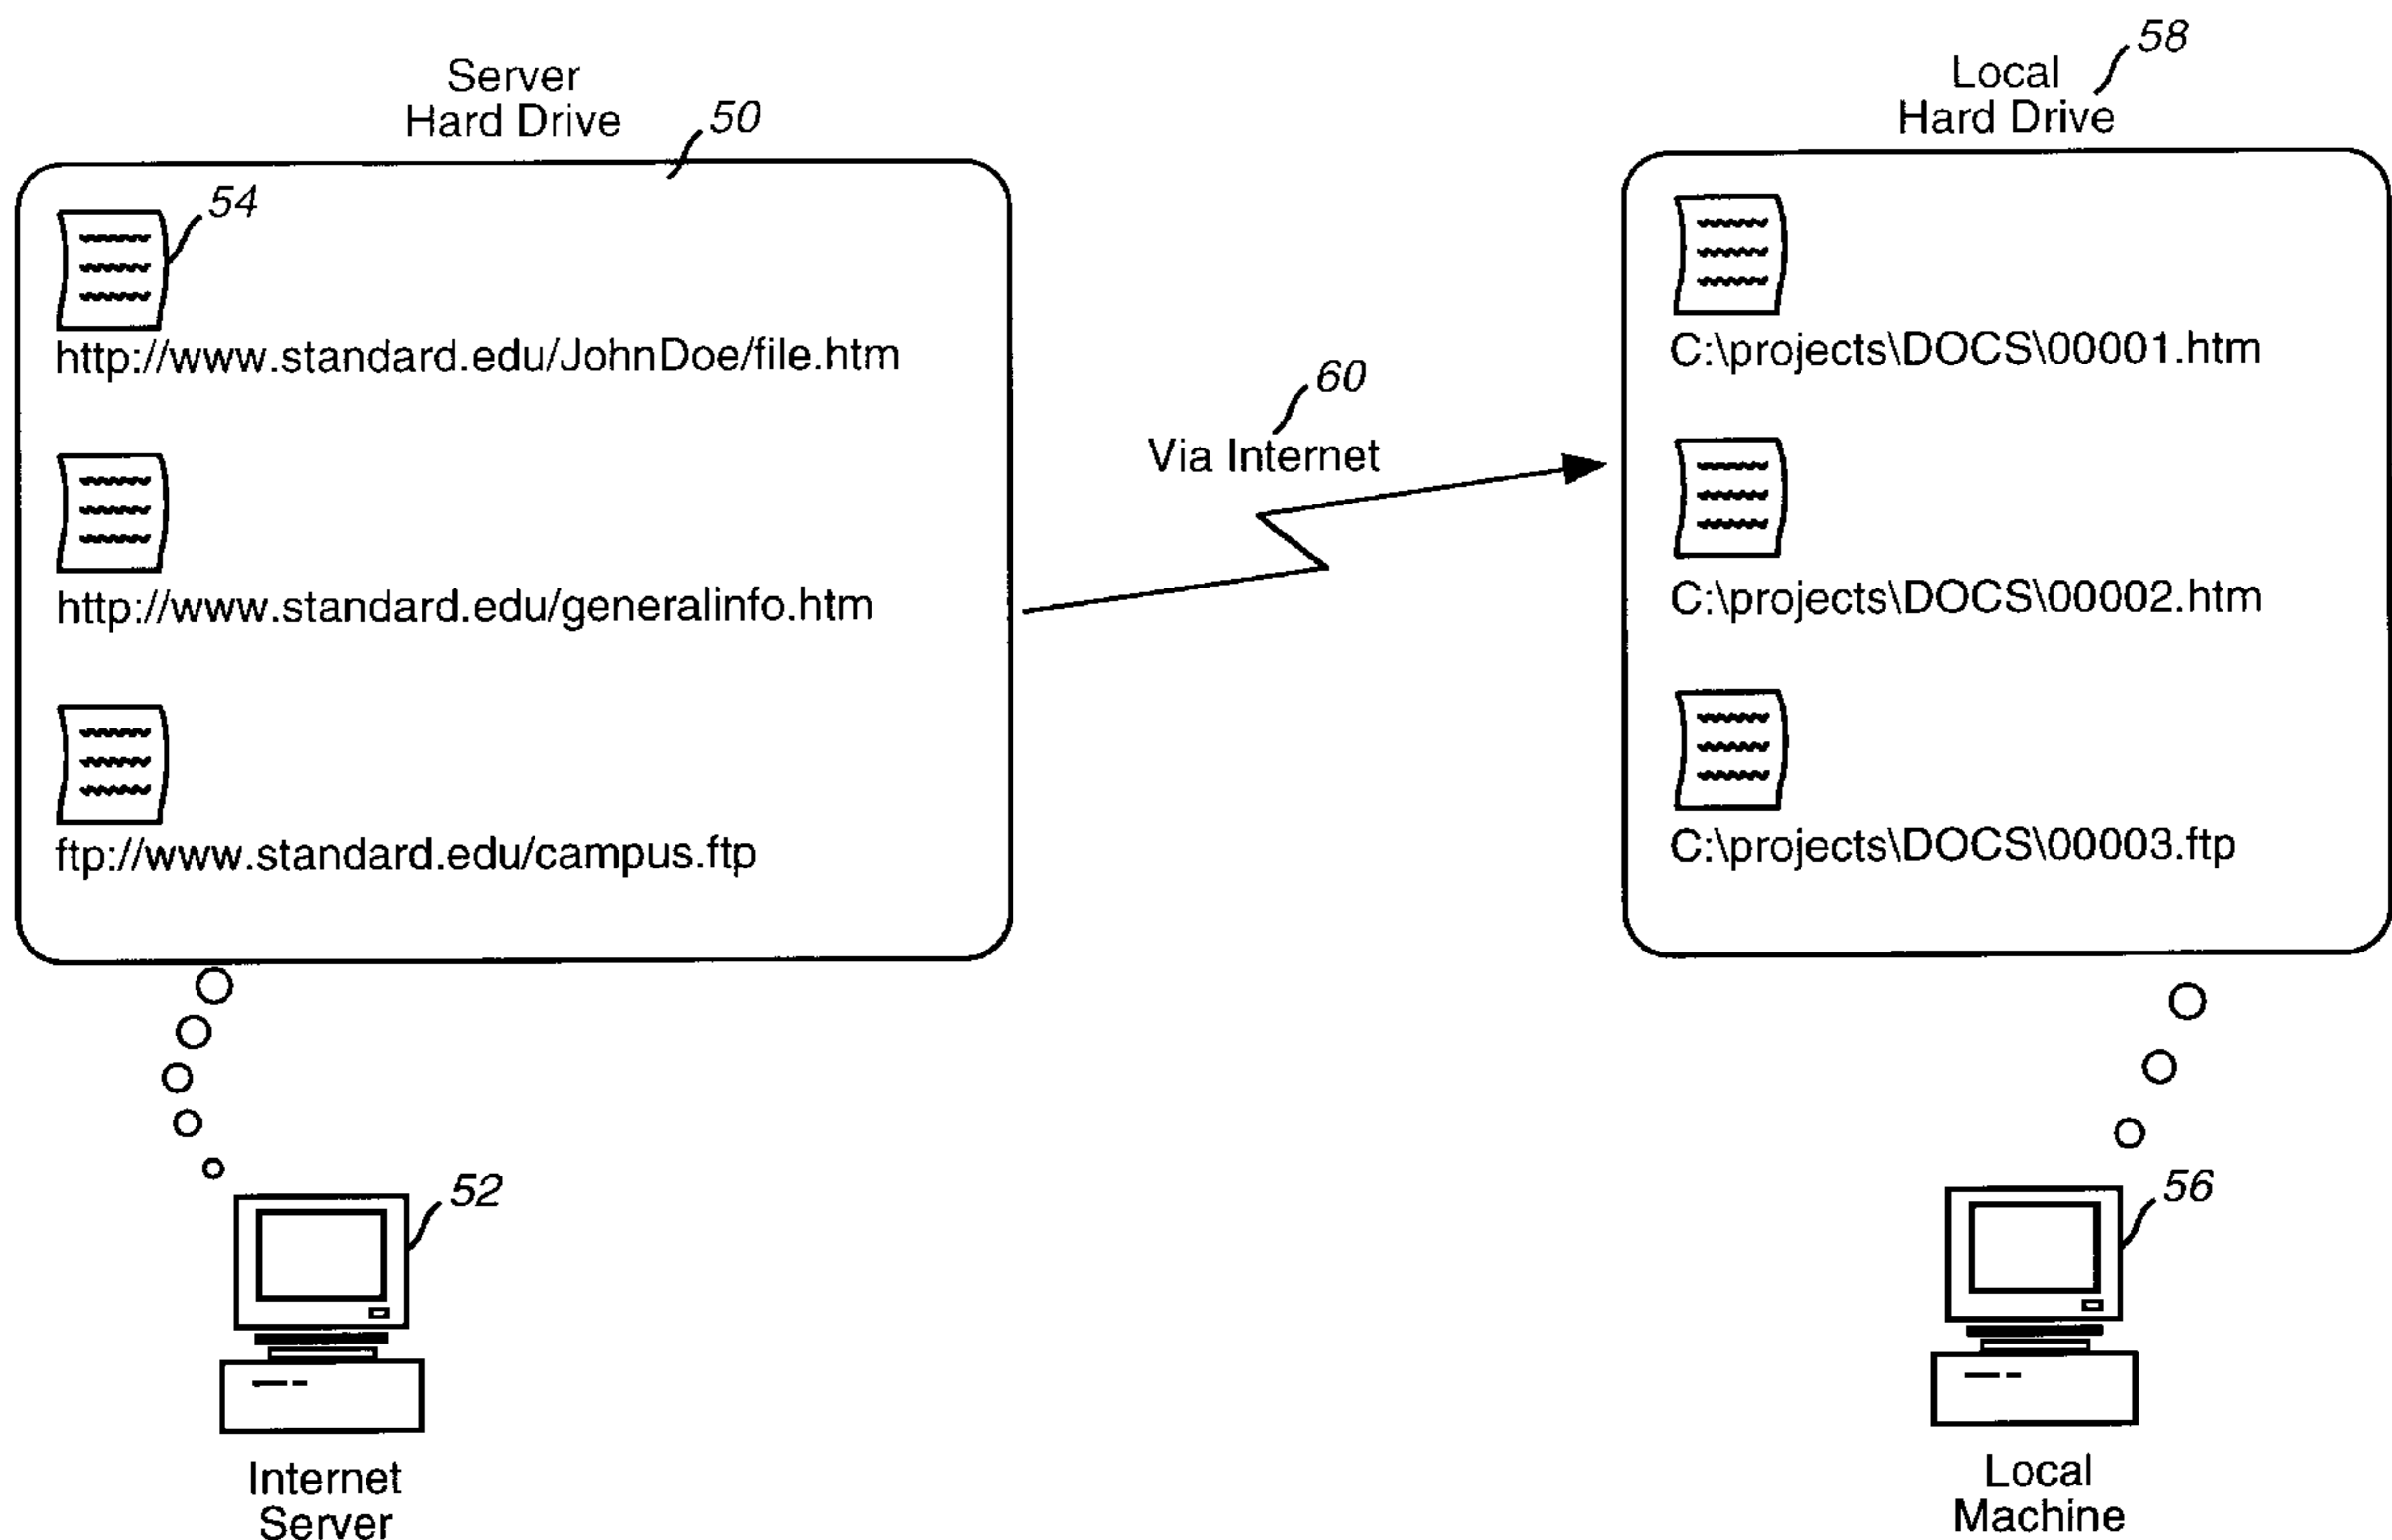 Server
Hard Drive
50
54
http://www.standard.edu/JohnDoe/file.htm
http://www.standard.edu/generalinfo.htm
ftp://www.standard.edu/campus.ftp
Via Internet
60
Local
Hard Drive
58
C:\projects\DOCS\00001.htm
C:\projects\DOCS\00002.htm
C:\projects\DOCS\00003.ftp
52
Internet
Server
56
Local
Machine